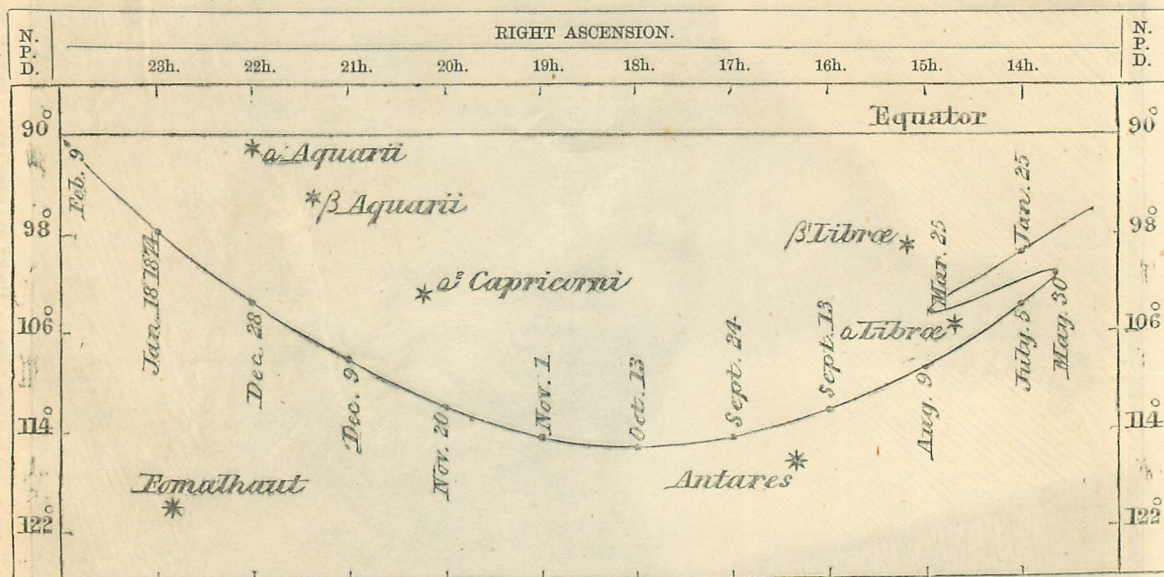 N. P. D.
RIGHT ASCENSION.
N. P. D.
23h. 22h. 21h. 20h. 19h. 18h. 17h. 16h. 15h. 14h.
Equator
90° 90°
α Aquarii
Feb. 9
β Aquarii
Jan. 25
98° 98°
β Libræ
Mar. 25
α² Capricorni
Jan. 18 1874
106° 106°
α Libræ
Dec. 28
Dec. 9
Nov. 20
Nov. 1
Oct. 13
Sept. 24
Sept. 13
Aug. 9
July. 5
May. 30
114° 114°
Fomalhaut
Antares
122° 122°